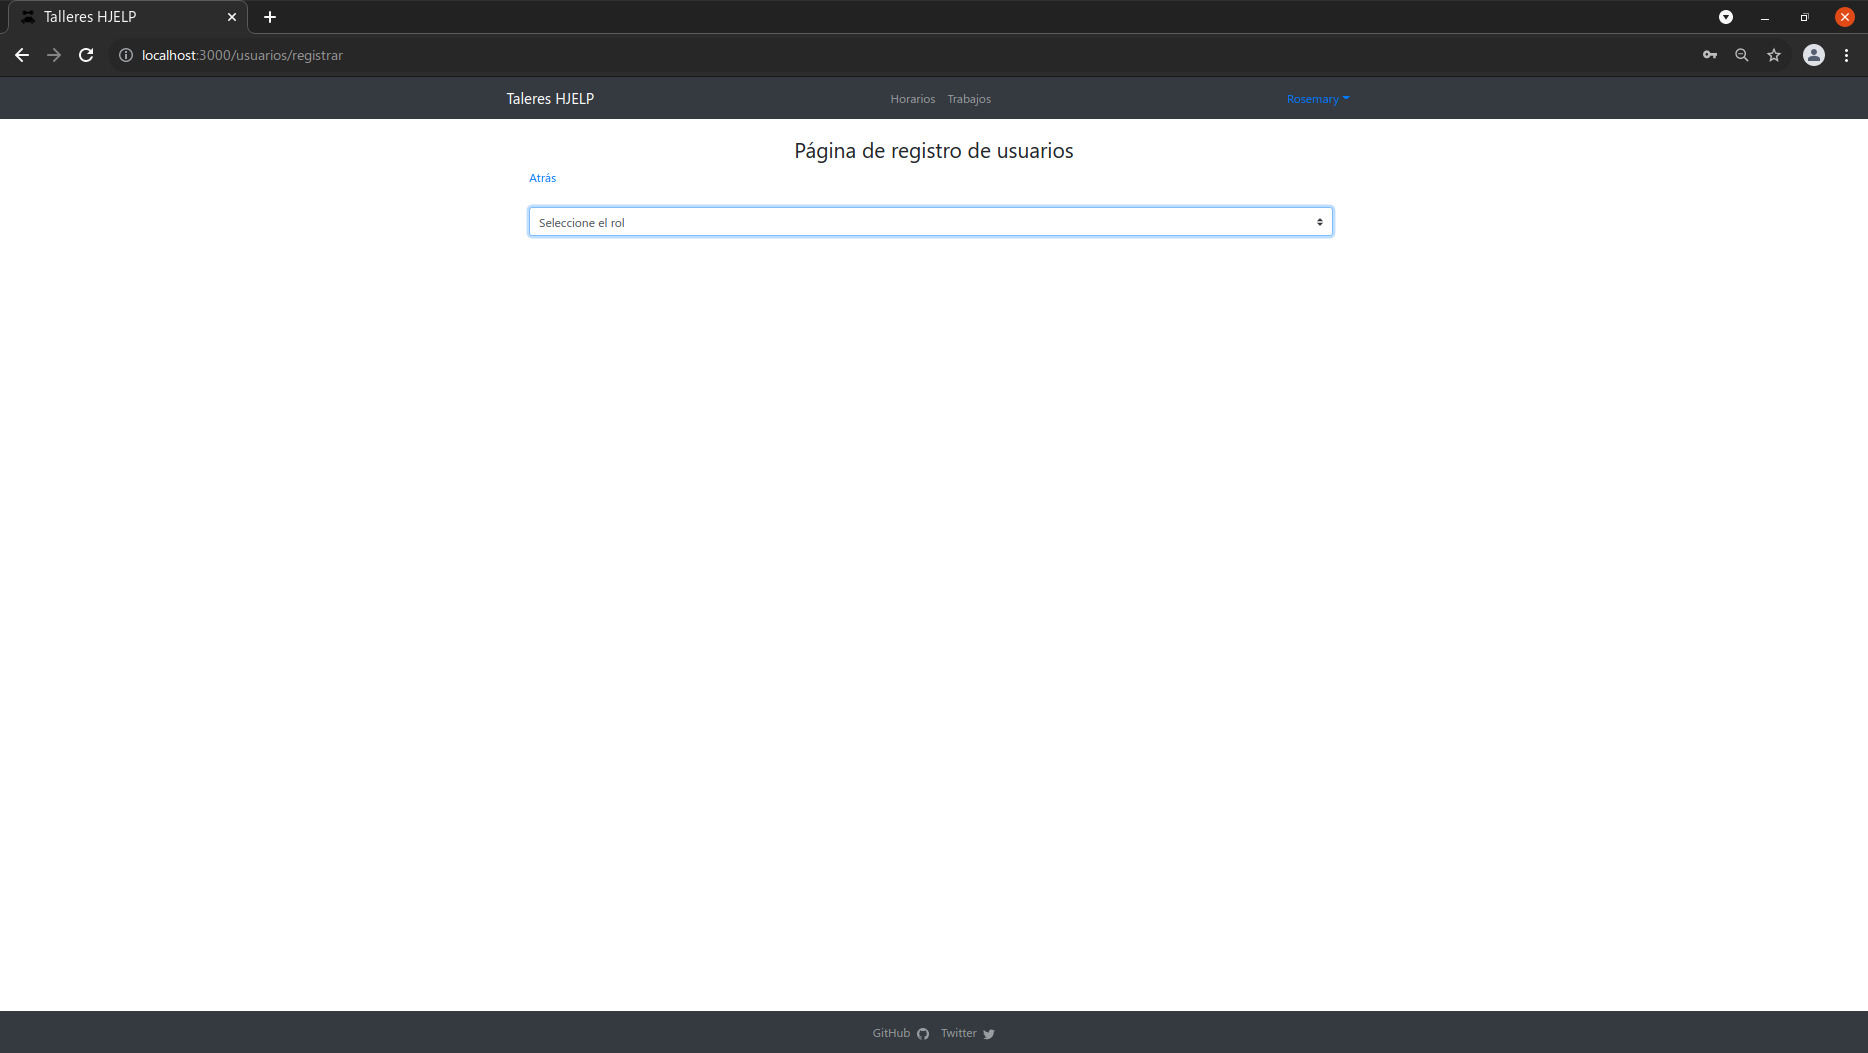 Talleres HJELP
localhost:3000/usuarios/registrar
Taleres HJELP
Horarios Trabajos
Rosemary
Página de registro de usuarios
Atrás
Seleccione el rol
GitHub Twitter